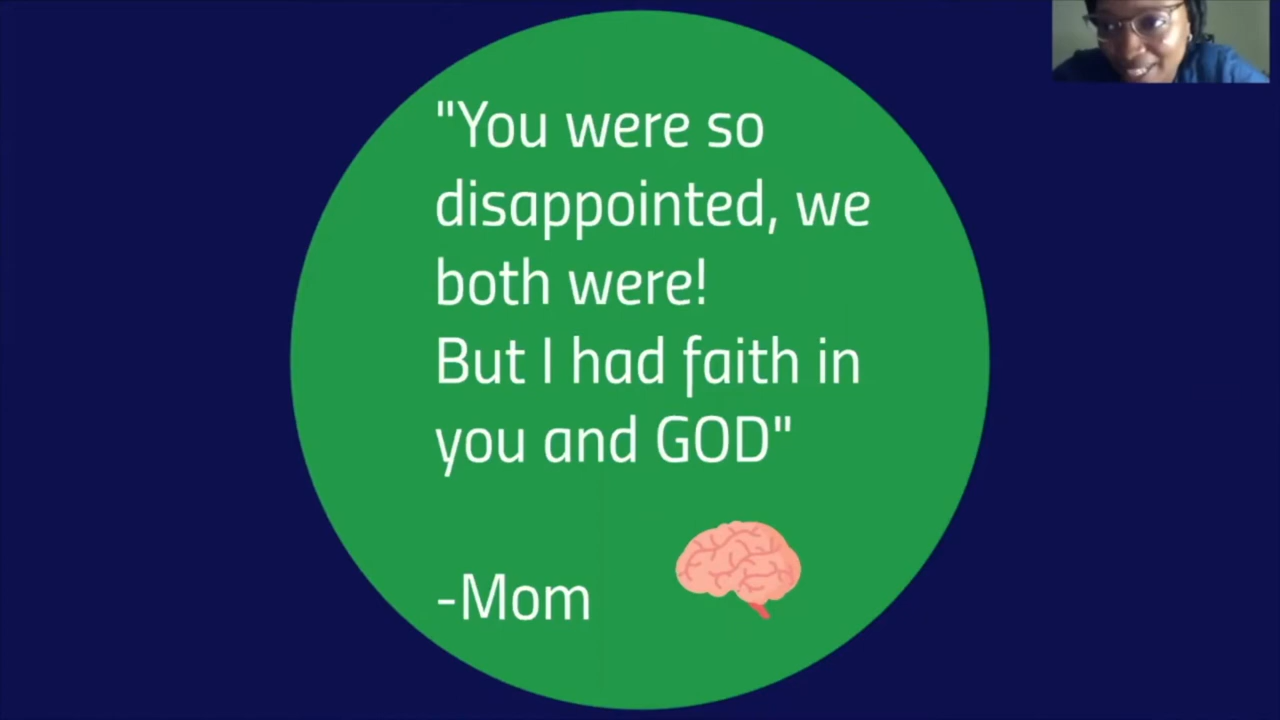 "You were so
disappointed, we
both were!
But I had faith in
you and GOD"
-Mom